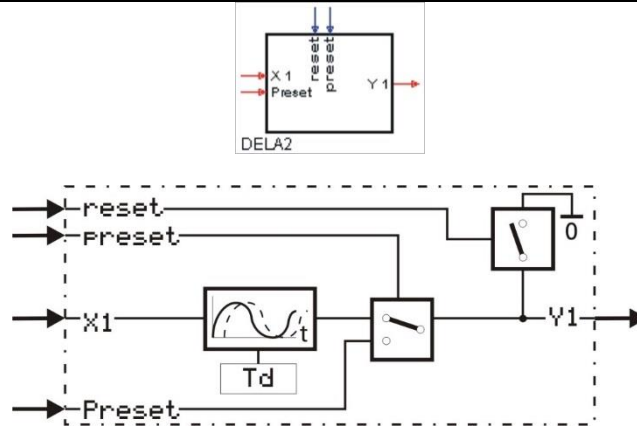 reset
preset
X1
Preset
Y1
DELA2
reset
0
preset
X1
t
Y1
Td
Preset